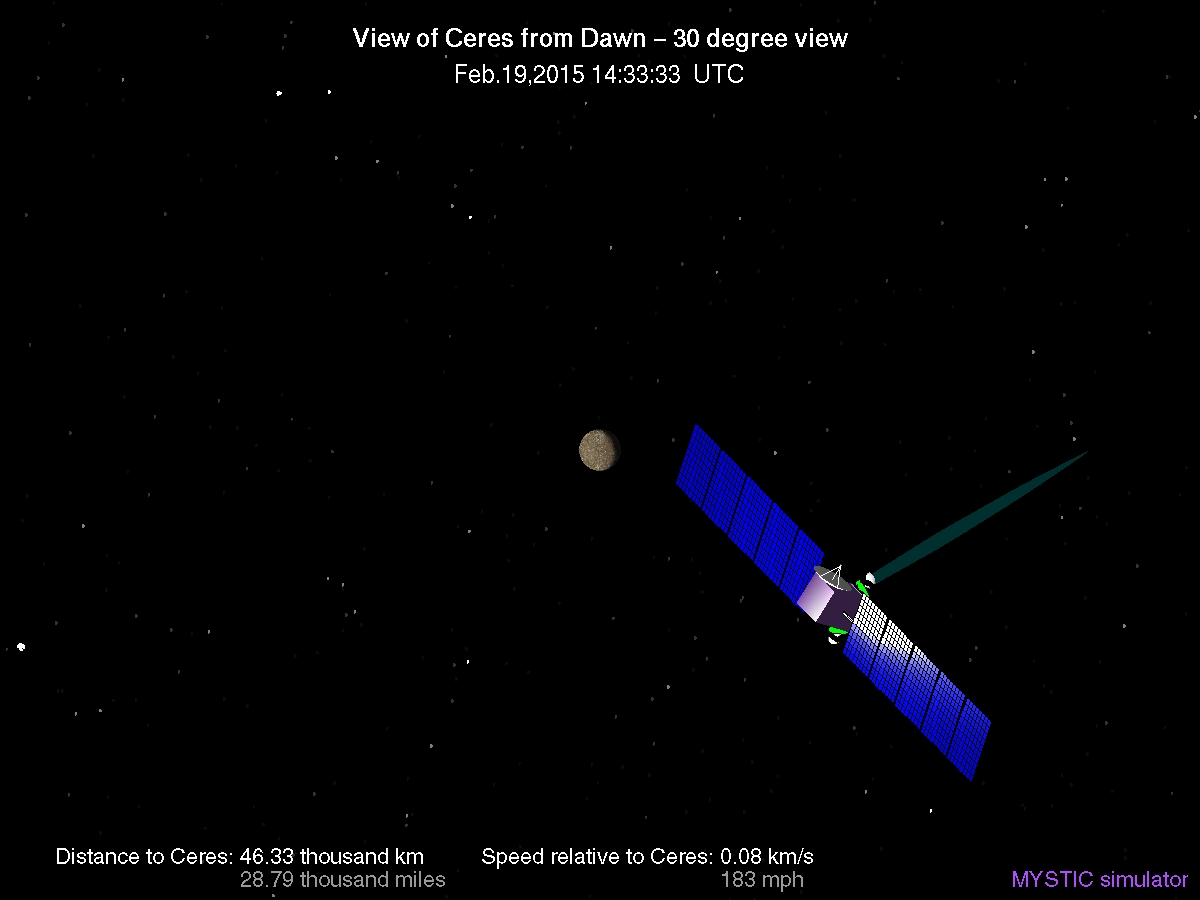 View of Ceres from Dawn – 30 degree view
Feb.19,2015 14:33:33 UTC
Distance to Ceres: 46.33 thousand km
28.79 thousand miles
Speed relative to Ceres: 0.08 km/s
183 mph
MYSTIC simulator